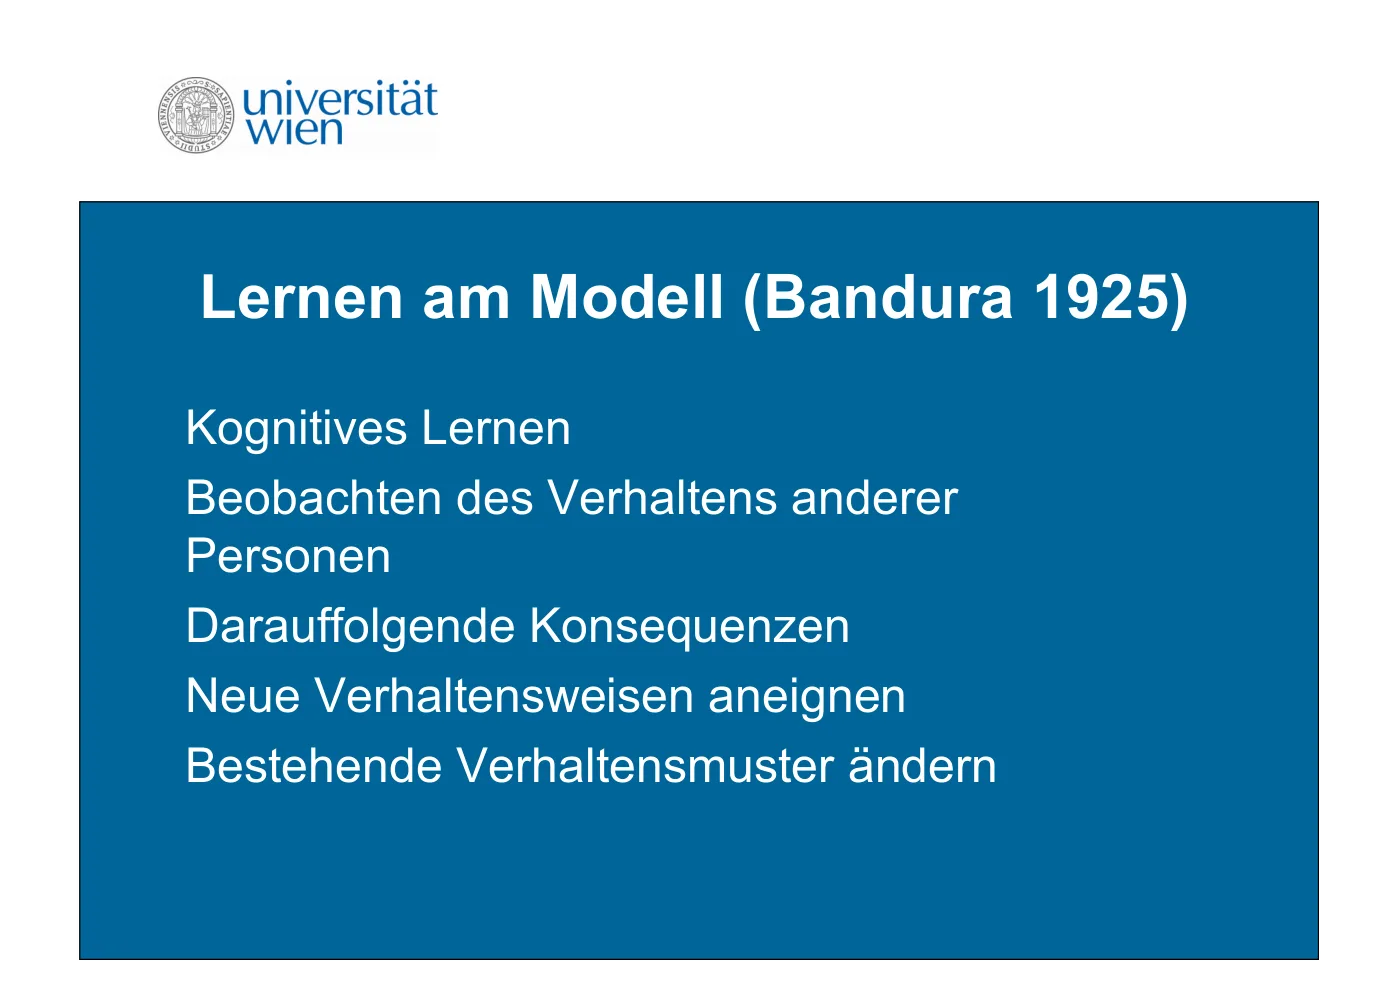 universität
wien
Lernen am Modell (Bandura 1925)
Kognitives Lernen
Beobachten des Verhaltens anderer
Personen
Darauffolgende Konsequenzen
Neue Verhaltensweisen aneignen
Bestehende Verhaltensmuster ändern